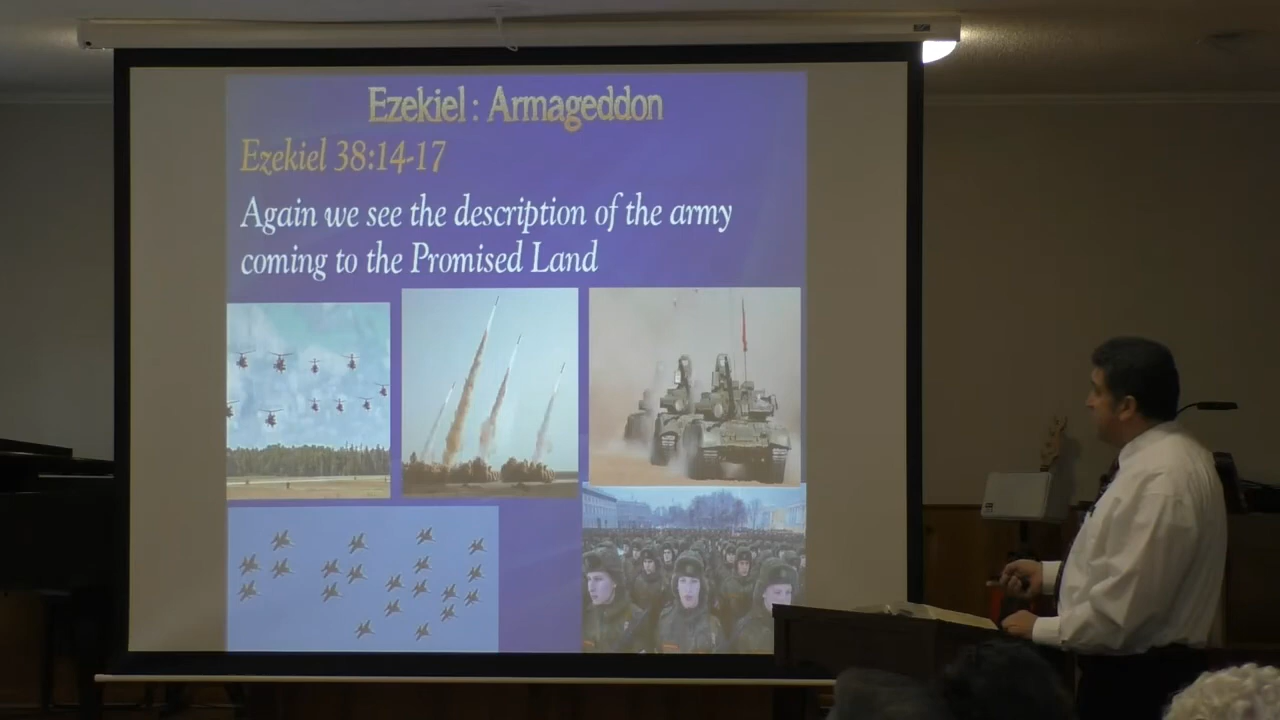 Ezekiel : Armageddon
Ezekiel 38:14-17
Again we see the description of the army
coming to the Promised Land